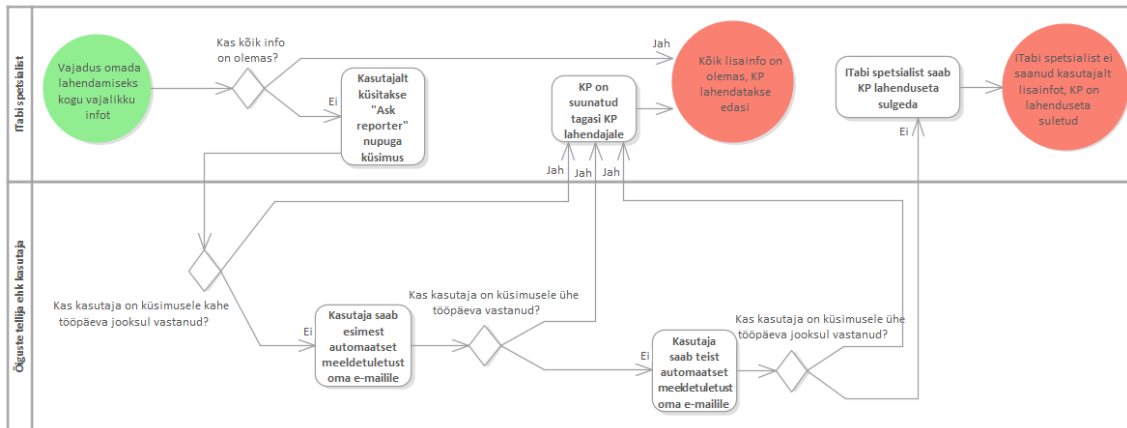 ITabi spetsialist
Vajadus omada
lahendamiseks
kogu vajalikku
infot
Kas kõik info
on olemas?
Jah
Ei
Kasutajalt
küsitakse
"Ask
reporter"
nupuga
küsimus
KP on
suunatud
tagasi KP
lahendajale
Kõik lisainfo on
olemas, KP
lahendatakse
edasi
ITabi spetsialist saab
KP lahenduseta
sulgeda
ITabi spetsialist ei
saanud kasutajalt
lisainfot, KP on
lahenduseta
suletud
Ei
Jah
Jah
Jah
Õiguste tellija ehk kasutaja
Kas kasutaja on küsimusele kahe
tööpäeva jooksul vastanud?
Ei
Kasutaja saab
esimest
automaatset
meeldetuletust
oma e-mailile
Kas kasutaja on küsimusele ühe
tööpäeva vastanud?
Ei
Kasutaja
saab teist
automaatset
meeldetuletust
oma e-mailile
Kas kasutaja on küsimusele ühe
tööpäeva jooksul vastanud?